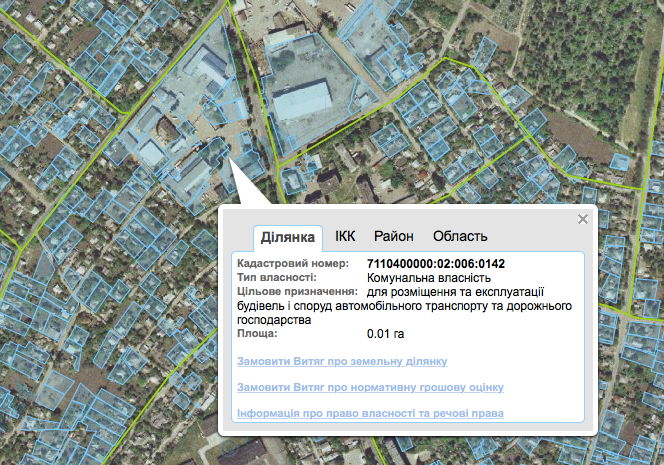 Ділянка ІКК Район Область
Кадастровий номер: 7110400000:02:006:0142
Тип власності: Комунальна власність
Цільове призначення: для розміщення та експлуатації
будівель і споруд автомобільного транспорту та дорожнього
господарства
Площа: 0.01 га
Замовити Витяг про земельну ділянку
Замовити Витяг про нормативну грошову оцінку
Інформація про право власності та речові права